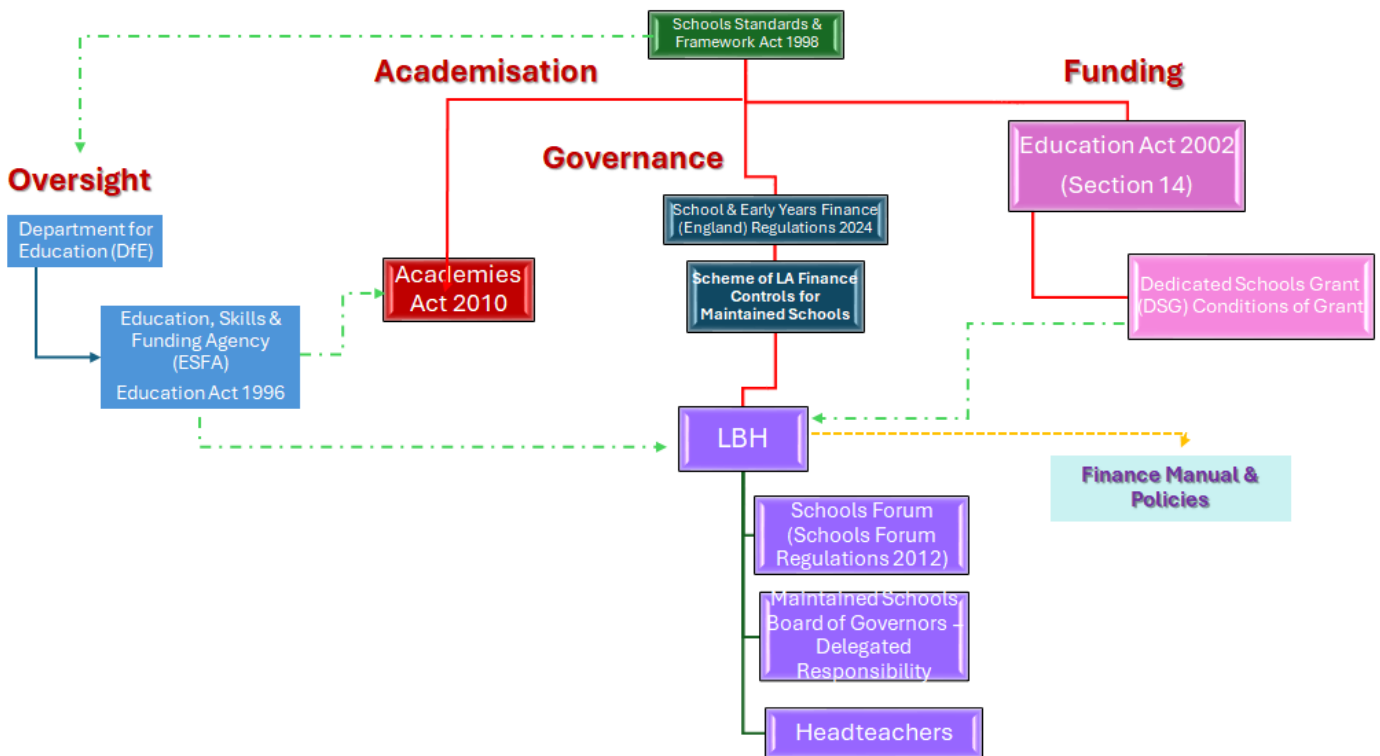 Schools Standards &
Framework Act 1998
Academisation
Funding
Governance
Oversight
Education Act 2002
(Section 14)
School & Early Years Finance
(England) Regulations 2024
Department for
Education (DfE)
Academies
Act 2010
Scheme of LA Finance
Controls for
Maintained Schools
Dedicated Schools Grant
(DSG) Conditions of Grant
Education, Skills &
Funding Agency
(ESFA)
Education Act 1996
LBH
Finance Manual &
Policies
Schools Forum
(Schools Forum
Regulations 2012)
Maintained Schools
Board of Governors –
Delegated
Responsibility
Headteachers